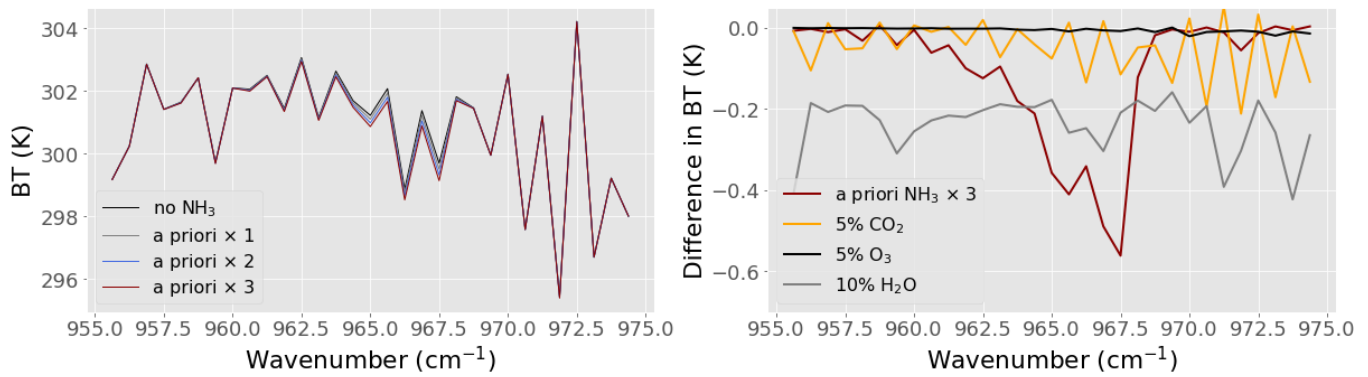 304
302
300
298
296
BT (K)
no NH₃
a priori × 1
a priori × 2
a priori × 3
955.0 957.5 960.0 962.5 965.0 967.5 970.0 972.5 975.0
Wavenumber (cm⁻¹)
0.0
−0.2
−0.4
−0.6
Difference in BT (K)
a priori NH₃ × 3
5% CO₂
5% O₃
10% H₂O
955.0 957.5 960.0 962.5 965.0 967.5 970.0 972.5 975.0
Wavenumber (cm⁻¹)